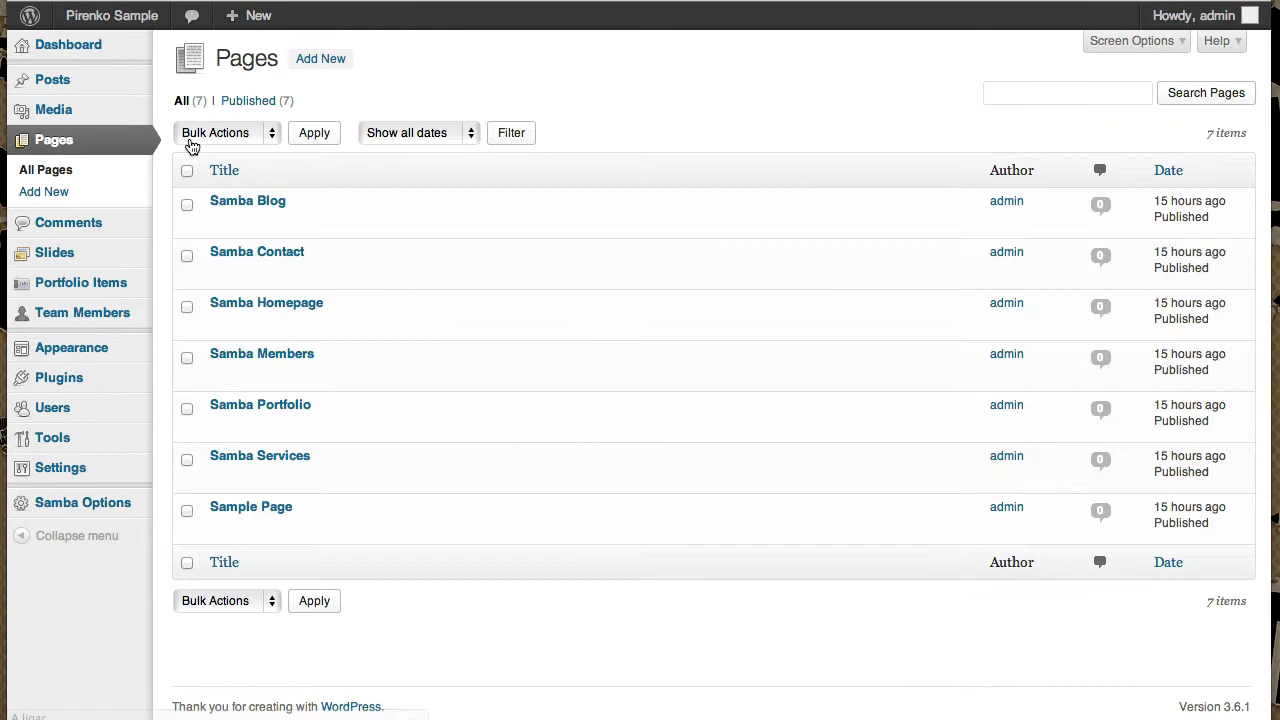 Pirenko Sample
New
Howdy, admin
Dashboard
Posts
Media
Pages
All Pages
Add New
Comments
Slides
Portfolio Items
Team Members
Appearance
Plugins
Users
Tools
Settings
Samba Options
Collapse menu
Screen Options
Help
Pages Add New
All (7) | Published (7)
Search Pages
Bulk Actions Apply Show all dates Filter 7 items
Title Author Date
Samba Blog admin 0 15 hours ago
Published
Samba Contact admin 0 15 hours ago
Published
Samba Homepage admin 0 15 hours ago
Published
Samba Members admin 0 15 hours ago
Published
Samba Portfolio admin 0 15 hours ago
Published
Samba Services admin 0 15 hours ago
Published
Sample Page admin 0 15 hours ago
Published
Title Author Date
Bulk Actions Apply 7 items
Thank you for creating with WordPress. Version 3.6.1
A ligar